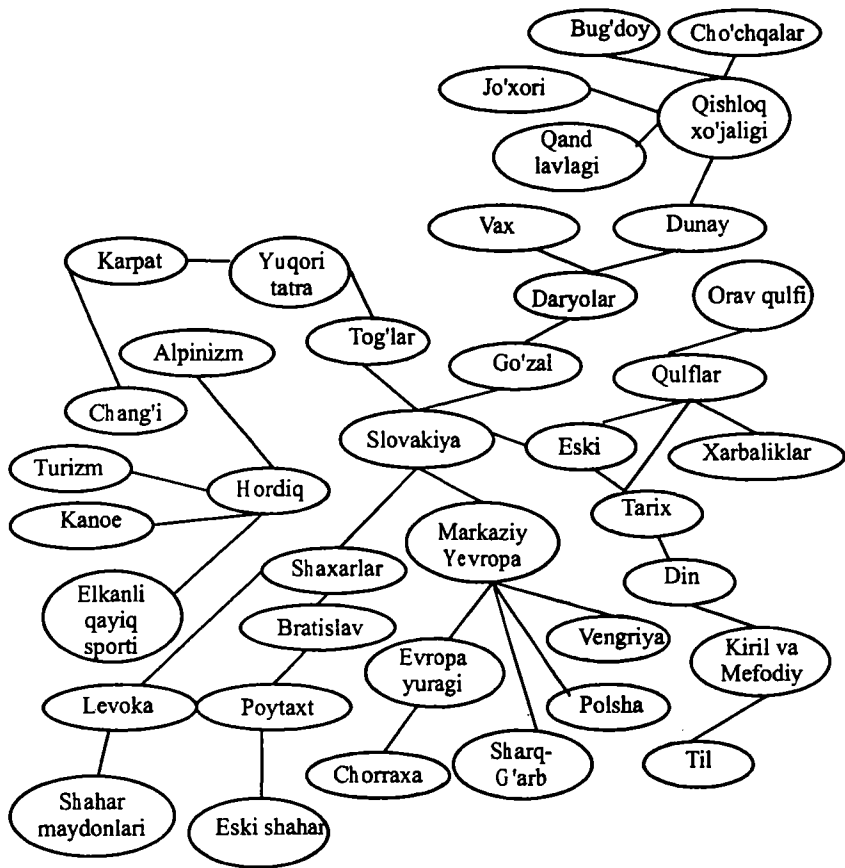 Bug'doy
Cho'chqalar
Jo'xori
Qishloq
xo'jaligi
Qand
lavlagi
Vax
Dunay
Karpat
Yuqori
tatra
Daryolar
Orav qulfi
Alpinizm
Tog'lar
Go'zal
Qulflar
Chang'i
Slovakiya
Eski
Xarbaliklar
Turizm
Hordiq
Kanoe
Tarix
Markaziy
Yevropa
Shaxarlar
Din
Elkanli
qayiq
sporti
Bratislav
Vengriya
Kiril va
Mefodiy
Evropa
yuragi
Levoka
Poytaxt
Polsha
Chorraxa
Sharq-
G'arb
Til
Shahar
maydonlari
Eski shahar